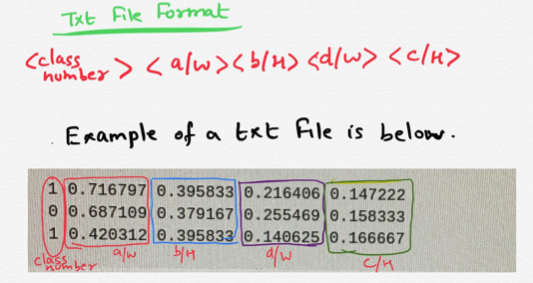 Txt File Format
<class number> <a/W> <b/H> <d/W> <c/H>
Example of a txt file is below.
1 0.716797 0.395833 0.216406 0.147222
0 0.687109 0.379167 0.255469 0.158333
1 0.420312 0.395833 0.140625 0.166667
class number a/W b/H d/W c/H